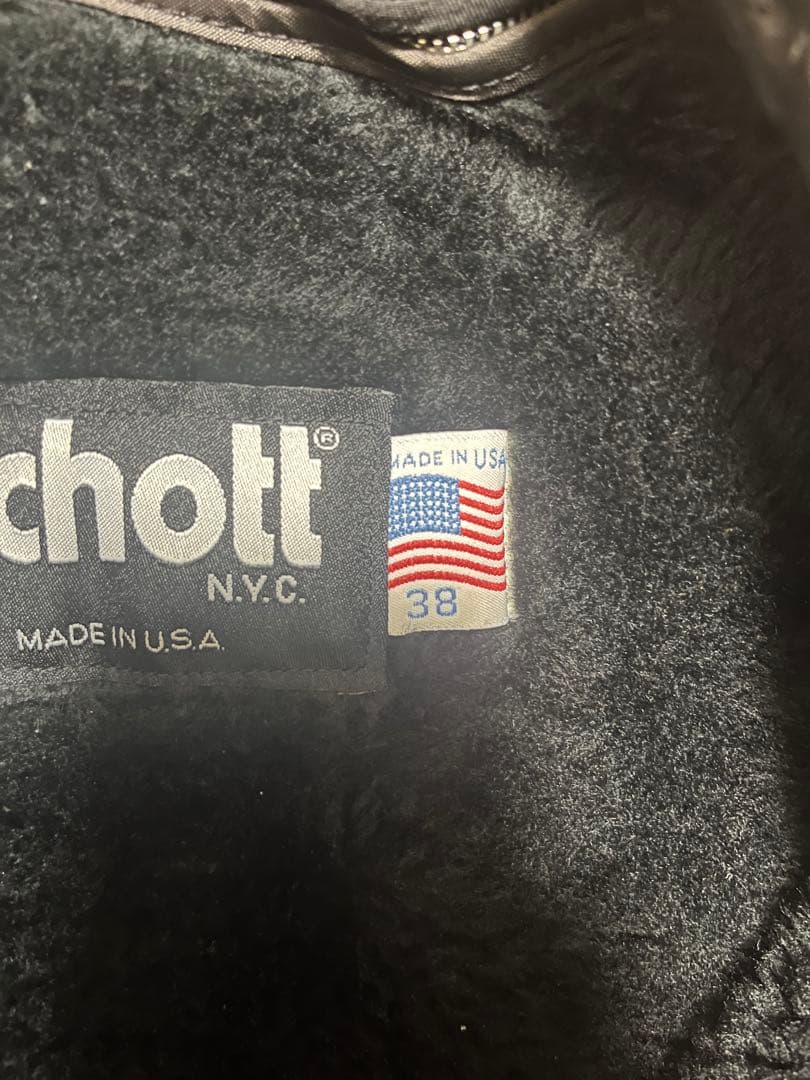 chott®
N.Y.C.
MADE IN U.S.A.
MADE IN USA
38